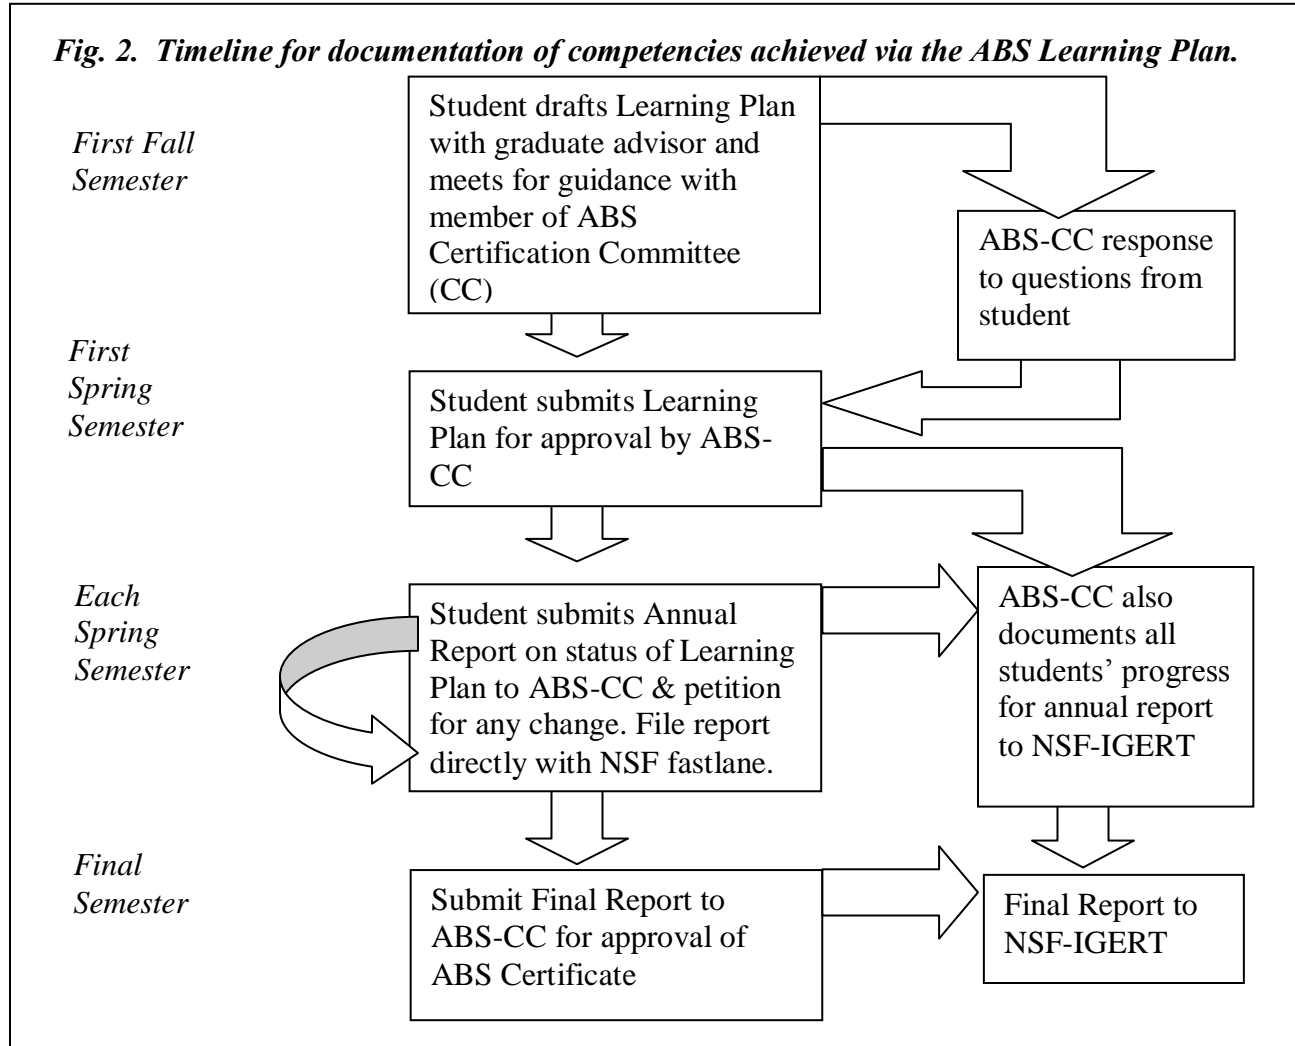 Fig. 2.  Timeline for documentation of competencies achieved via the ABS Learning Plan.
First Fall
Semester
Student drafts Learning Plan
with graduate advisor and
meets for guidance with
member of ABS
Certification Committee
(CC)
ABS-CC response
to questions from
student
First
Spring
Semester
Student submits Learning
Plan for approval by ABS-
CC
Each
Spring
Semester
Student submits Annual
Report on status of Learning
Plan to ABS-CC & petition
for any change. File report
directly with NSF fastlane.
ABS-CC also
documents all
students’ progress
for annual report
to NSF-IGERT
Final
Semester
Submit Final Report to
ABS-CC for approval of
ABS Certificate
Final Report to
NSF-IGERT